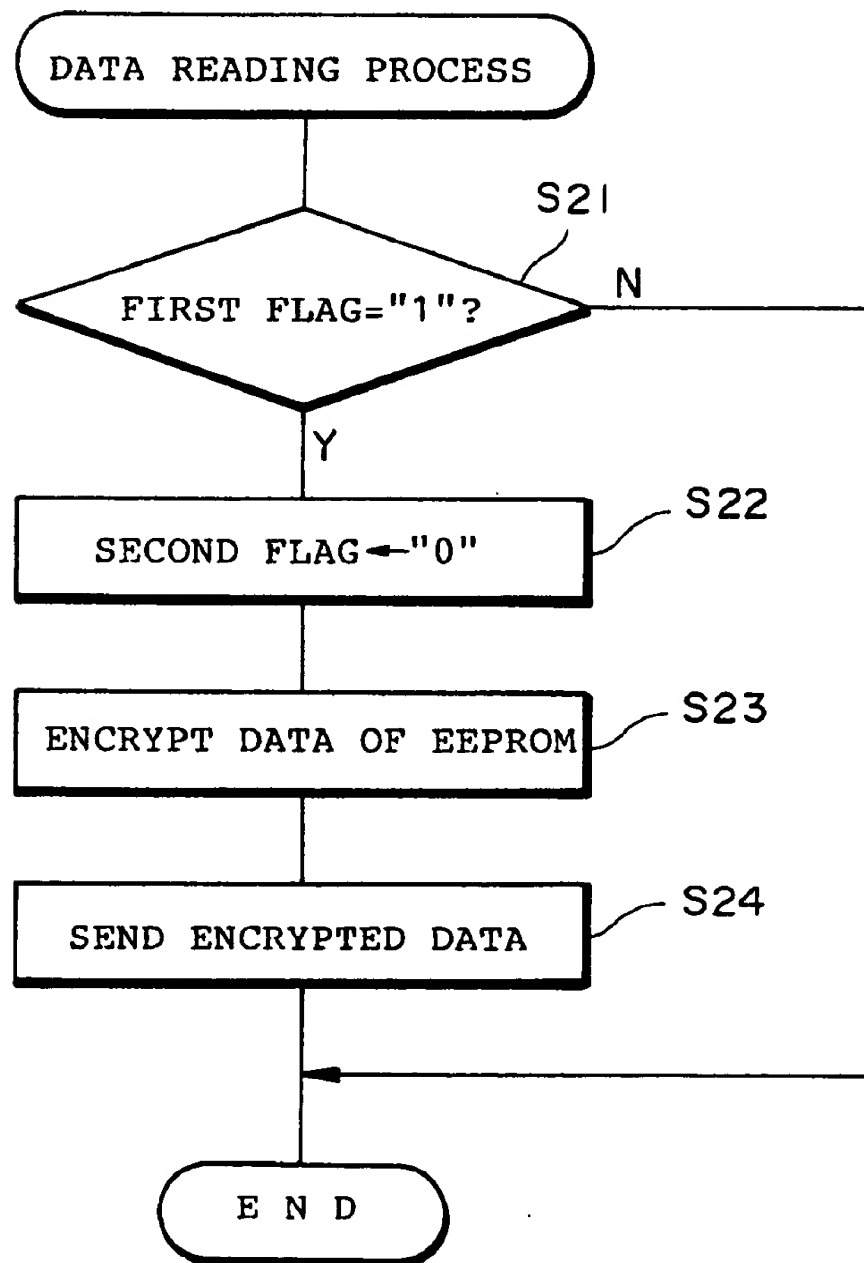 DATA READING PROCESS
S21
FIRST FLAG="1"?
N
Y
S22
SECOND FLAG←"0"
S23
ENCRYPT DATA OF EEPROM
S24
SEND ENCRYPTED DATA
E N D